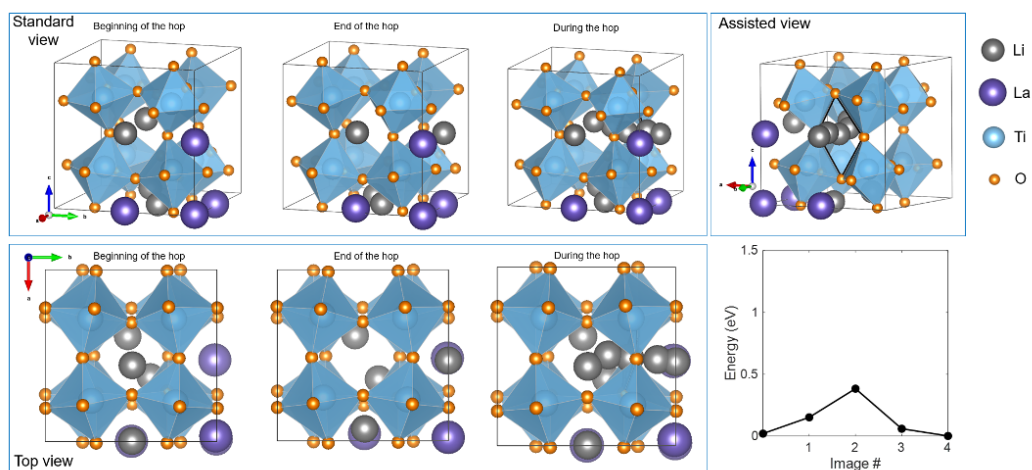 Standard view
Beginning of the hop
End of the hop
During the hop
Assisted view
Li
La
Ti
O
c
a
b
c
a
b
Beginning of the hop
End of the hop
During the hop
b
a
Top view
Energy (eV)
1.5
1
0.5
0
1
2
3
4
Image #